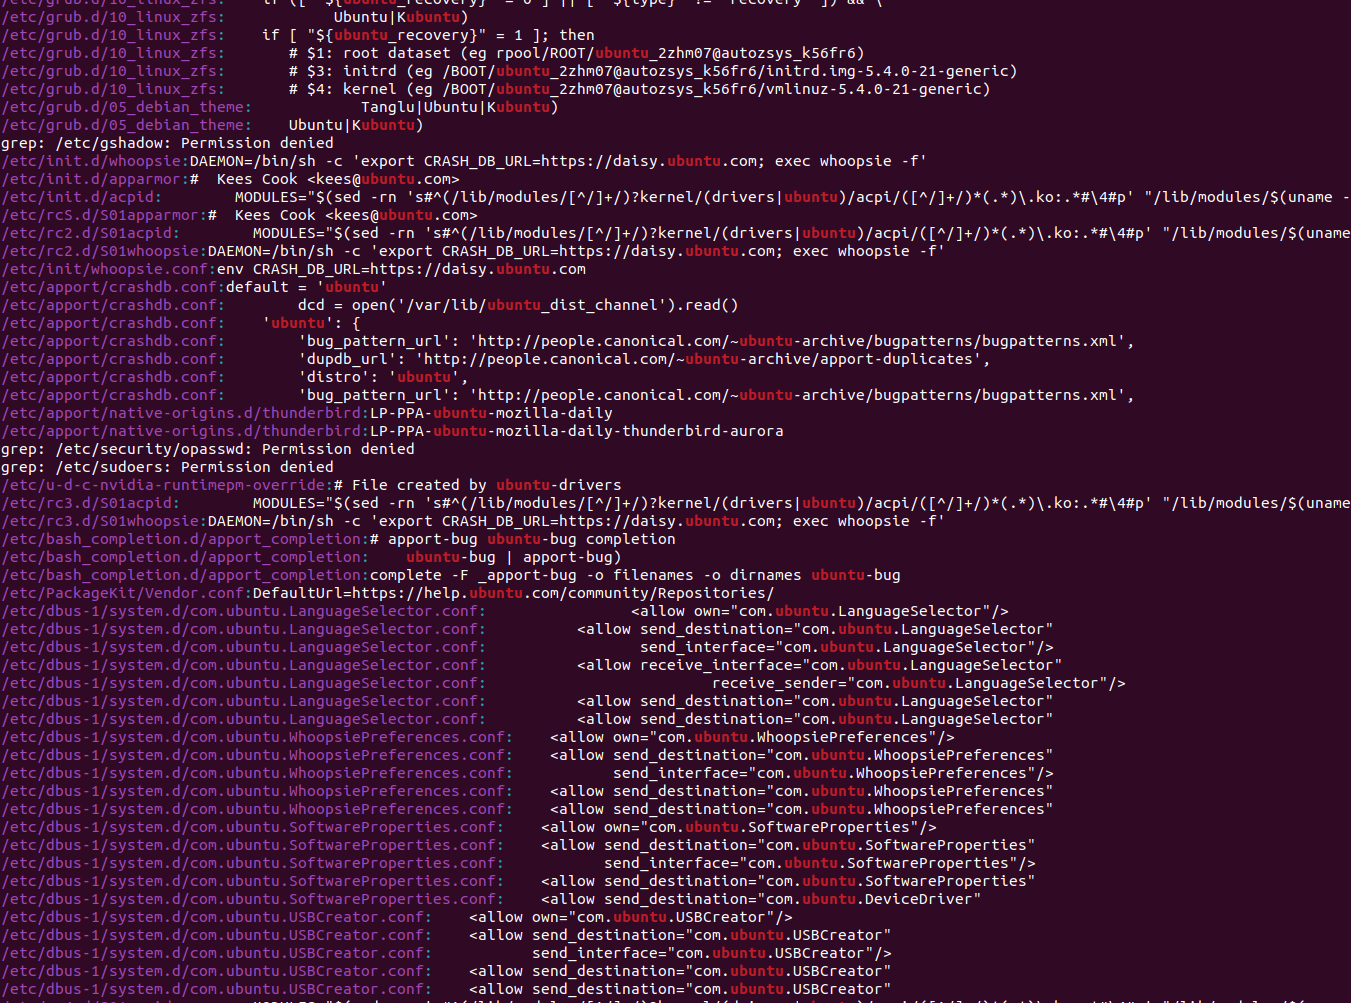 /etc/grub.d/10_linux_zfs:    if ([ "${ubuntu_recovery}" = 0 ] || [ "${type}" != "recovery" ]) && \
/etc/grub.d/10_linux_zfs:            Ubuntu|Kubuntu)
/etc/grub.d/10_linux_zfs:    if [ "${ubuntu_recovery}" = 1 ]; then
/etc/grub.d/10_linux_zfs:       # $1: root dataset (eg rpool/ROOT/ubuntu_2zhm07@autozsys_k56fr6)
/etc/grub.d/10_linux_zfs:       # $3: initrd (eg /BOOT/ubuntu_2zhm07@autozsys_k56fr6/initrd.img-5.4.0-21-generic)
/etc/grub.d/10_linux_zfs:       # $4: kernel (eg /BOOT/ubuntu_2zhm07@autozsys_k56fr6/vmlinuz-5.4.0-21-generic)
/etc/grub.d/05_debian_theme:            Tanglu|Ubuntu|Kubuntu)
/etc/grub.d/05_debian_theme:    Ubuntu|Kubuntu)
grep: /etc/gshadow: Permission denied
/etc/init.d/whoopsie:DAEMON=/bin/sh -c 'export CRASH_DB_URL=https://daisy.ubuntu.com; exec whoopsie -f'
/etc/init.d/apparmor:#  Kees Cook <kees@ubuntu.com>
/etc/init.d/acpid:        MODULES="$(sed -rn 's#^(/lib/modules/[^/]+/)?kernel/(drivers|ubuntu)/acpi/([^/]+/)*(.*)\.ko:.*#\4#p' "/lib/modules/$(uname -
/etc/rcS.d/S01apparmor:#  Kees Cook <kees@ubuntu.com>
/etc/rc2.d/S01acpid:        MODULES="$(sed -rn 's#^(/lib/modules/[^/]+/)?kernel/(drivers|ubuntu)/acpi/([^/]+/)*(.*)\.ko:.*#\4#p' "/lib/modules/$(uname
/etc/rc2.d/S01whoopsie:DAEMON=/bin/sh -c 'export CRASH_DB_URL=https://daisy.ubuntu.com; exec whoopsie -f'
/etc/init/whoopsie.conf:env CRASH_DB_URL=https://daisy.ubuntu.com
/etc/apport/crashdb.conf:default = 'ubuntu'
/etc/apport/crashdb.conf:        dcd = open('/var/lib/ubuntu_dist_channel').read()
/etc/apport/crashdb.conf:    'ubuntu': {
/etc/apport/crashdb.conf:        'bug_pattern_url': 'http://people.canonical.com/~ubuntu-archive/bugpatterns/bugpatterns.xml',
/etc/apport/crashdb.conf:        'dupdb_url': 'http://people.canonical.com/~ubuntu-archive/apport-duplicates',
/etc/apport/crashdb.conf:        'distro': 'ubuntu',
/etc/apport/crashdb.conf:        'bug_pattern_url': 'http://people.canonical.com/~ubuntu-archive/bugpatterns/bugpatterns.xml',
/etc/apport/native-origins.d/thunderbird:LP-PPA-ubuntu-mozilla-daily
/etc/apport/native-origins.d/thunderbird:LP-PPA-ubuntu-mozilla-daily-thunderbird-aurora
grep: /etc/security/opasswd: Permission denied
grep: /etc/sudoers: Permission denied
/etc/u-d-c-nvidia-runtimepm-override:# File created by ubuntu-drivers
/etc/rc3.d/S01acpid:        MODULES="$(sed -rn 's#^(/lib/modules/[^/]+/)?kernel/(drivers|ubuntu)/acpi/([^/]+/)*(.*)\.ko:.*#\4#p' "/lib/modules/$(uname
/etc/rc3.d/S01whoopsie:DAEMON=/bin/sh -c 'export CRASH_DB_URL=https://daisy.ubuntu.com; exec whoopsie -f'
/etc/bash_completion.d/apport_completion:# apport-bug ubuntu-bug completion
/etc/bash_completion.d/apport_completion:    ubuntu-bug | apport-bug)
/etc/bash_completion.d/apport_completion:complete -F _apport-bug -o filenames -o dirnames ubuntu-bug
/etc/PackageKit/Vendor.conf:DefaultUrl=https://help.ubuntu.com/community/Repositories/
/etc/dbus-1/system.d/com.ubuntu.LanguageSelector.conf:                <allow own="com.ubuntu.LanguageSelector"/>
/etc/dbus-1/system.d/com.ubuntu.LanguageSelector.conf:          <allow send_destination="com.ubuntu.LanguageSelector"
/etc/dbus-1/system.d/com.ubuntu.LanguageSelector.conf:                 send_interface="com.ubuntu.LanguageSelector"/>
/etc/dbus-1/system.d/com.ubuntu.LanguageSelector.conf:          <allow receive_interface="com.ubuntu.LanguageSelector"
/etc/dbus-1/system.d/com.ubuntu.LanguageSelector.conf:                         receive_sender="com.ubuntu.LanguageSelector"/>
/etc/dbus-1/system.d/com.ubuntu.LanguageSelector.conf:          <allow send_destination="com.ubuntu.LanguageSelector"
/etc/dbus-1/system.d/com.ubuntu.LanguageSelector.conf:          <allow send_destination="com.ubuntu.LanguageSelector"
/etc/dbus-1/system.d/com.ubuntu.WhoopsiePreferences.conf:    <allow own="com.ubuntu.WhoopsiePreferences"/>
/etc/dbus-1/system.d/com.ubuntu.WhoopsiePreferences.conf:    <allow send_destination="com.ubuntu.WhoopsiePreferences"
/etc/dbus-1/system.d/com.ubuntu.WhoopsiePreferences.conf:           send_interface="com.ubuntu.WhoopsiePreferences"/>
/etc/dbus-1/system.d/com.ubuntu.WhoopsiePreferences.conf:    <allow send_destination="com.ubuntu.WhoopsiePreferences"
/etc/dbus-1/system.d/com.ubuntu.WhoopsiePreferences.conf:    <allow send_destination="com.ubuntu.WhoopsiePreferences"
/etc/dbus-1/system.d/com.ubuntu.SoftwareProperties.conf:    <allow own="com.ubuntu.SoftwareProperties"/>
/etc/dbus-1/system.d/com.ubuntu.SoftwareProperties.conf:    <allow send_destination="com.ubuntu.SoftwareProperties"
/etc/dbus-1/system.d/com.ubuntu.SoftwareProperties.conf:           send_interface="com.ubuntu.SoftwareProperties"/>
/etc/dbus-1/system.d/com.ubuntu.SoftwareProperties.conf:    <allow send_destination="com.ubuntu.SoftwareProperties"
/etc/dbus-1/system.d/com.ubuntu.SoftwareProperties.conf:    <allow send_destination="com.ubuntu.DeviceDriver"
/etc/dbus-1/system.d/com.ubuntu.USBCreator.conf:    <allow own="com.ubuntu.USBCreator"/>
/etc/dbus-1/system.d/com.ubuntu.USBCreator.conf:    <allow send_destination="com.ubuntu.USBCreator"
/etc/dbus-1/system.d/com.ubuntu.USBCreator.conf:           send_interface="com.ubuntu.USBCreator"/>
/etc/dbus-1/system.d/com.ubuntu.USBCreator.conf:    <allow send_destination="com.ubuntu.USBCreator"
/etc/dbus-1/system.d/com.ubuntu.USBCreator.conf:    <allow send_destination="com.ubuntu.USBCreator"